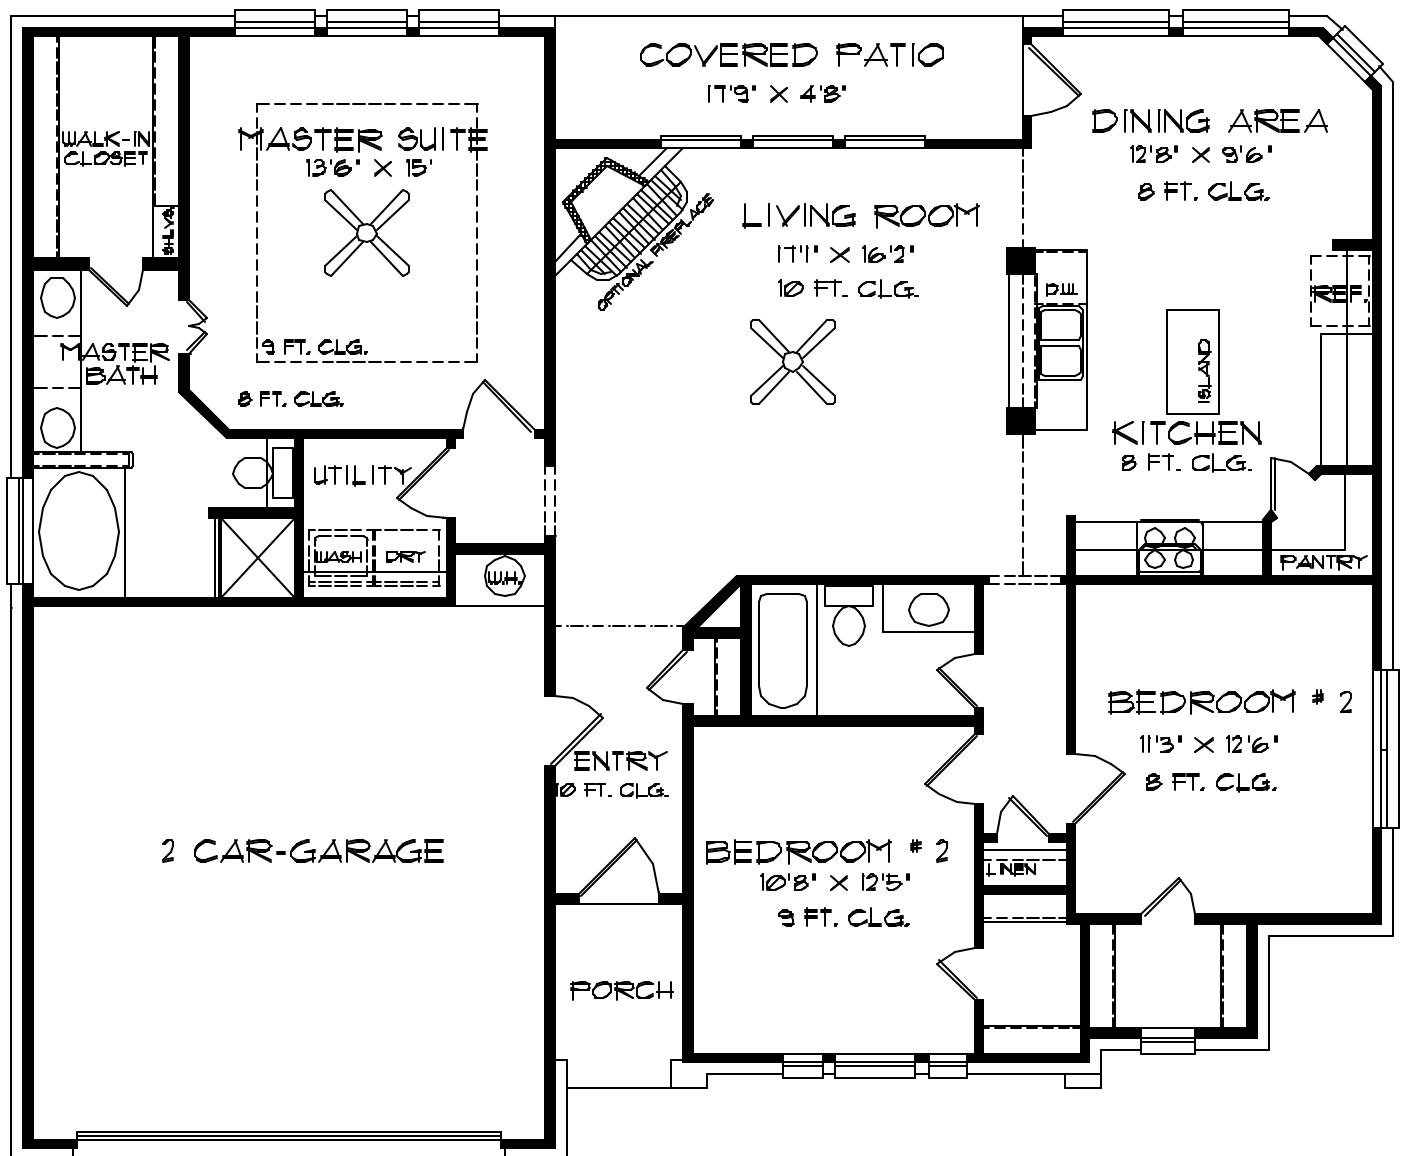 COVERED PATIO
17'9" X 4'8"
DINING AREA
12'8" X 9'6"
8 FT. CLG.
WALK-IN
CLOSET
SHLVS.
MASTER SUITE
13'6" X 15'
9 FT. CLG.
8 FT. CLG.
OPTIONAL FIREPLACE
LIVING ROOM
17'1" X 16'2"
10 FT. CLG.
D.W.
REF.
ISLAND
MASTER
BATH
KITCHEN
8 FT. CLG.
UTILITY
WASH
DRY
W.H.
PANTRY
BEDROOM # 2
11'3" X 12'6"
8 FT. CLG.
ENTRY
10 FT. CLG.
2 CAR-GARAGE
BEDROOM # 2
10'8" X 12'5"
9 FT. CLG.
LINEN
PORCH